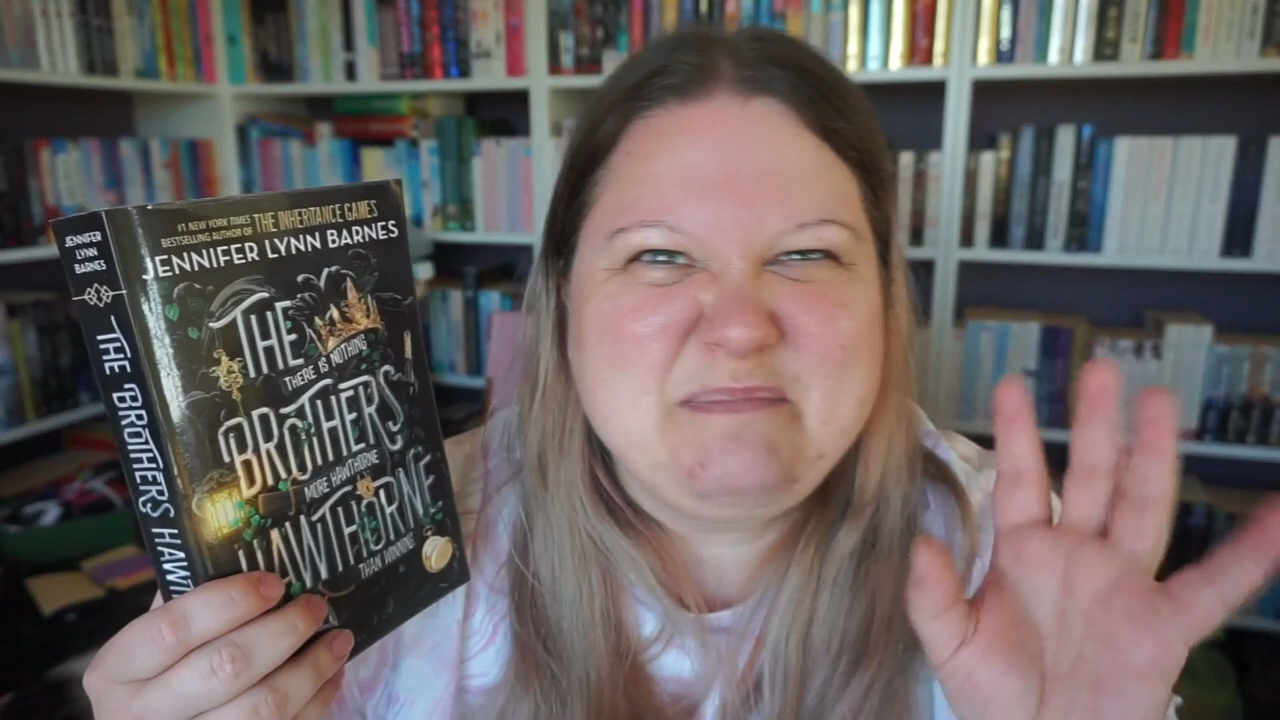 JENNIFER
LYNN
BARNES
THE BROTHERS HAWT
#1 NEW YORK TIMES
BESTSELLING AUTHOR OF THE INHERITANCE GAMES
JENNIFER LYNN BARNES
THE
THERE IS NOTHING
BROTHERS
MORE HAWTHORNE
HAWTHORNE
THAN WINNING